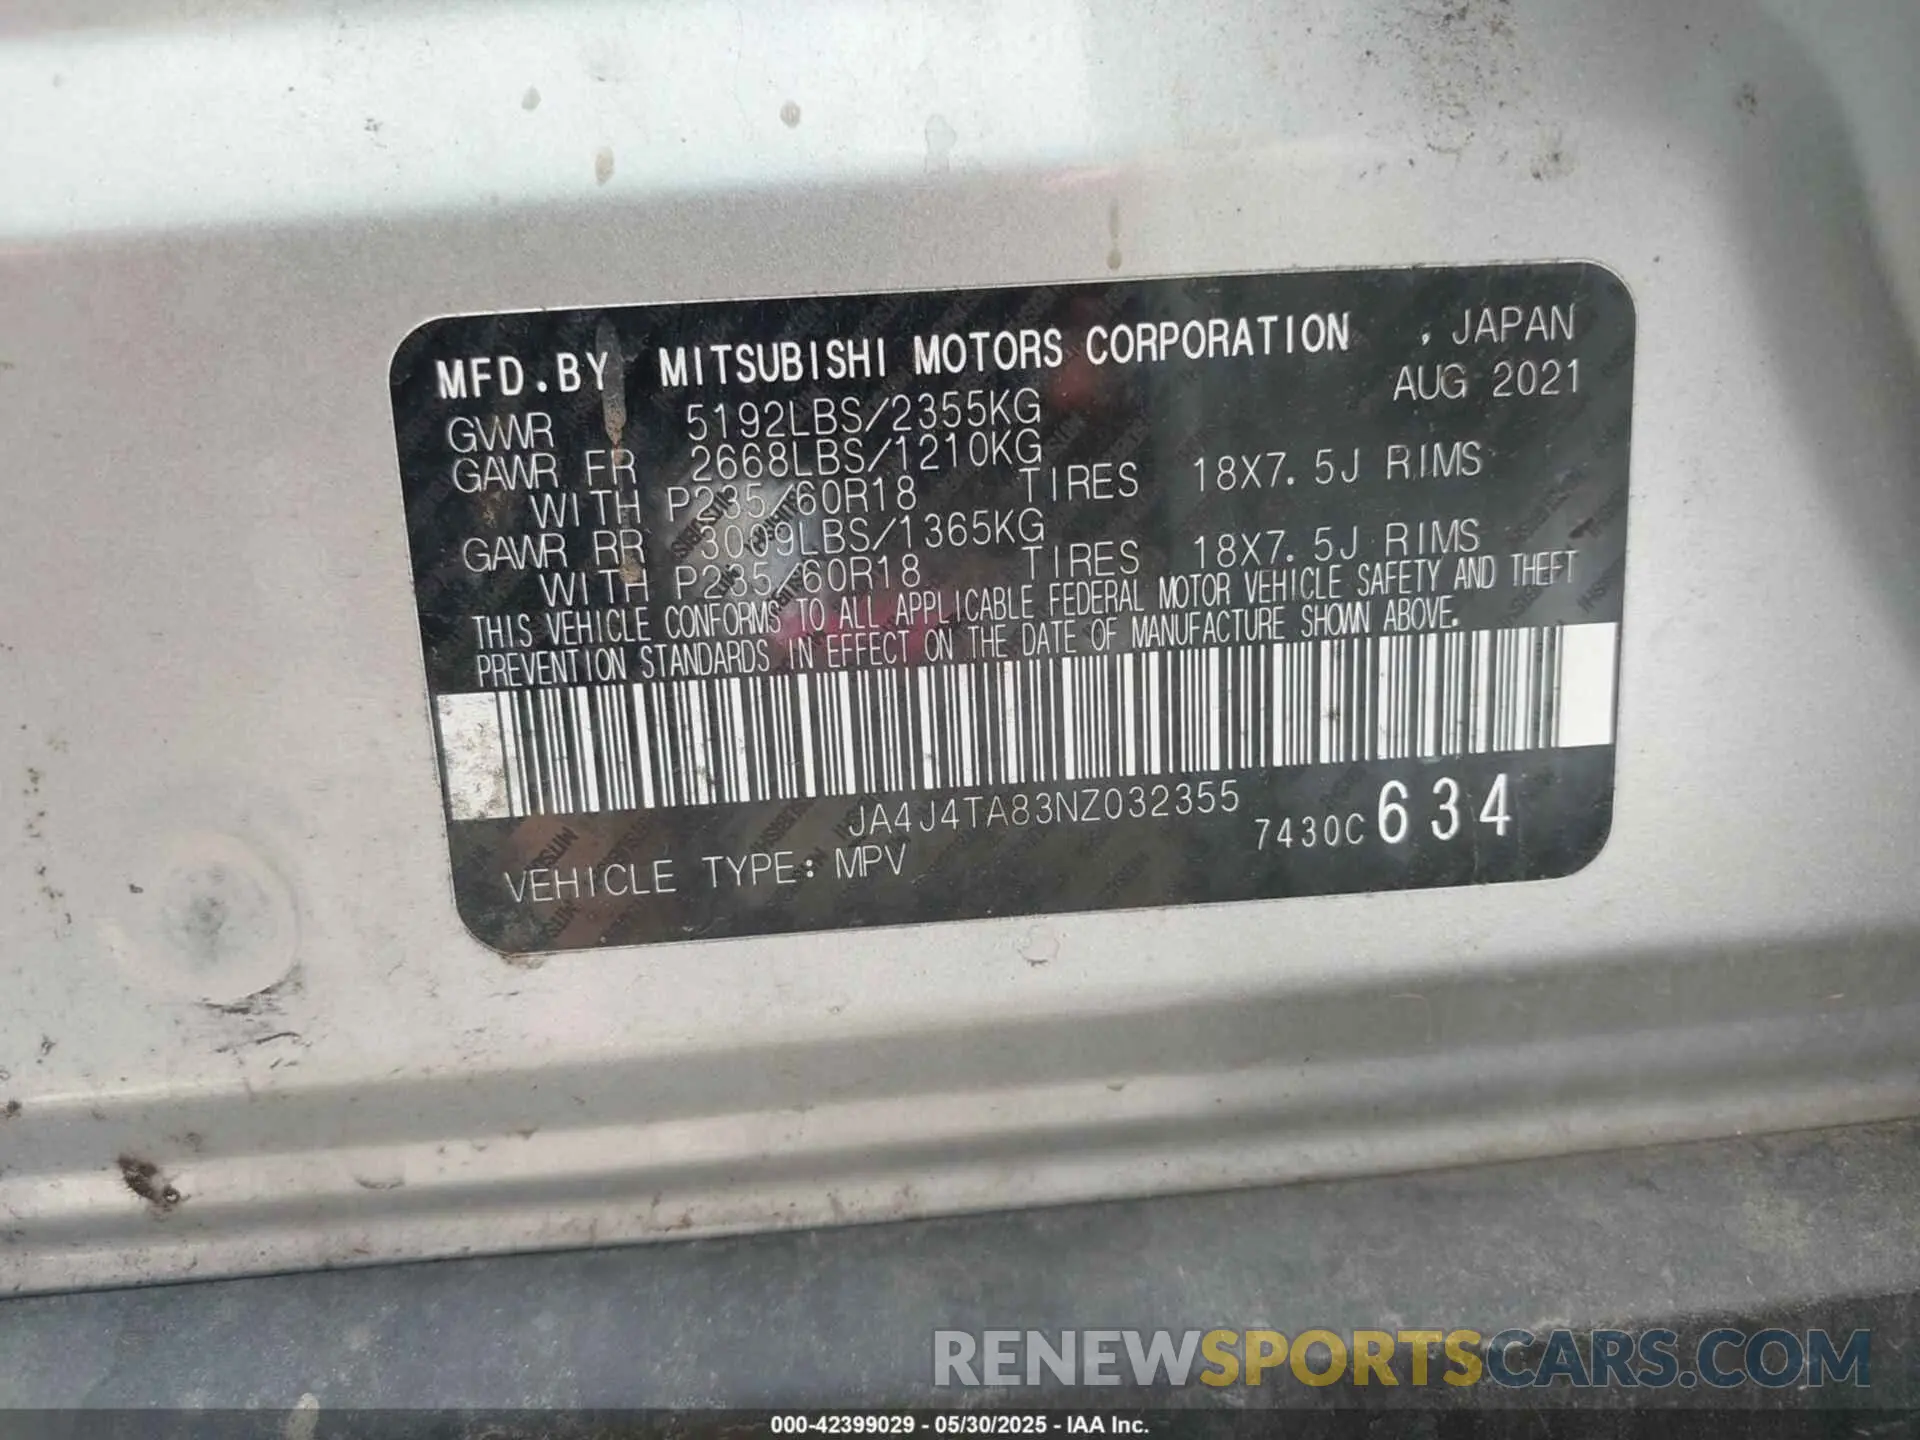 MFD.BY MITSUBISHI MOTORS CORPORATION , JAPAN
GVWR 5192LBS/2355KG AUG 2021
GAWR FR 2668LBS/1210KG
WITH P235/60R18 TIRES 18X7.5J RIMS
GAWR RR 3009LBS/1365KG
WITH P235/60R18 TIRES 18X7.5J RIMS
THIS VEHICLE CONFORMS TO ALL APPLICABLE FEDERAL MOTOR VEHICLE SAFETY AND THEFT
PREVENTION STANDARDS IN EFFECT ON THE DATE OF MANUFACTURE SHOWN ABOVE.
JA4J4TA83NZ032355 7430C 634
VEHICLE TYPE: MPV
RENEWSPORTSCARS.COM
000-42399029 - 05/30/2025 - IAA Inc.